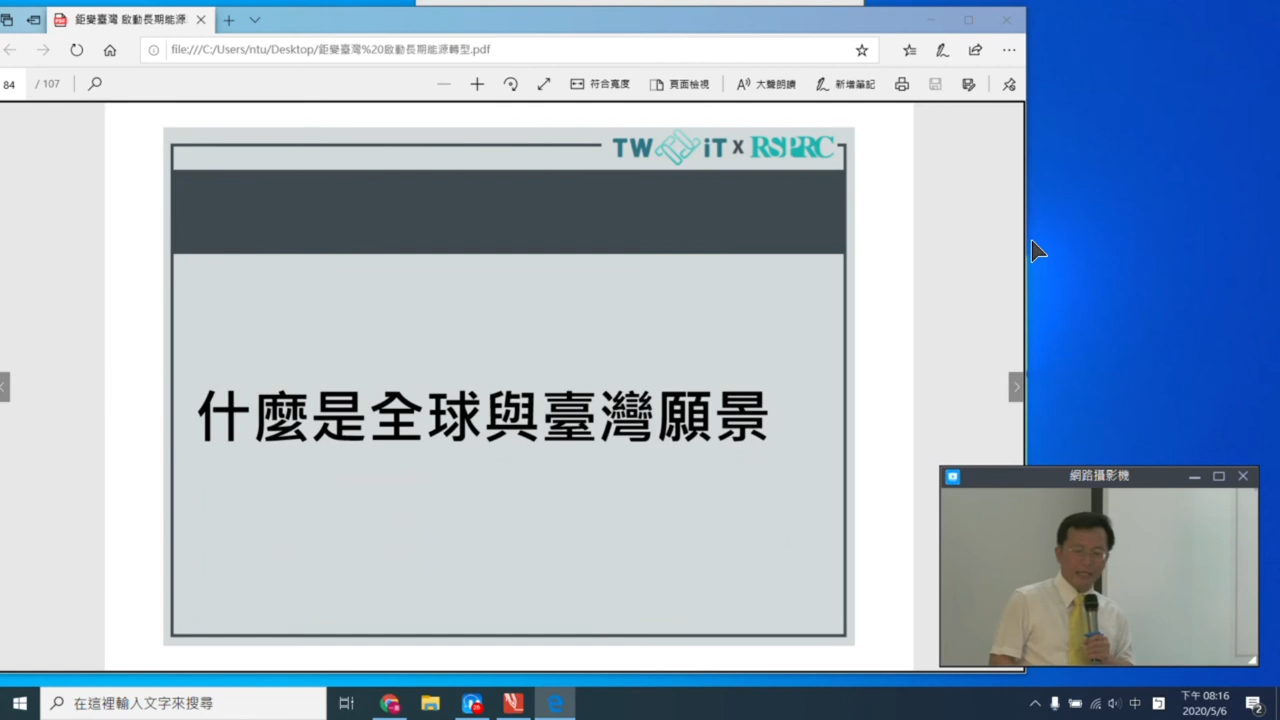 鉅變臺灣 啟動長期能源
file:///C:/Users/ntu/Desktop/鉅變臺灣%20啟動長期能源轉型.pdf
84 / 107
符合寬度
頁面檢視
大聲朗讀
新增筆記
TW iT X RSPRC
什麼是全球與臺灣願景
網路攝影機
在這裡輸入文字來搜尋
中
下午 08:16
2020/5/6
2